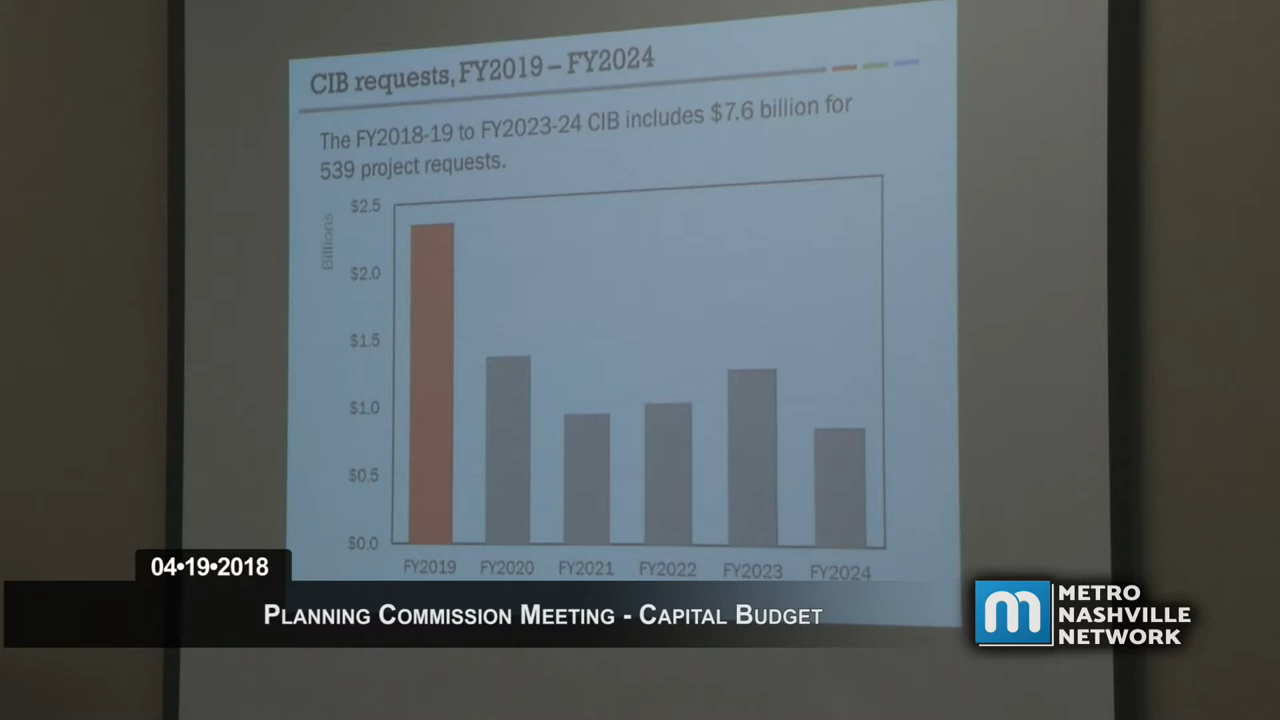 CIB requests, FY2019 – FY2024
The FY2018-19 to FY2023-24 CIB includes $7.6 billion for
539 project requests.
Billions
$2.5
$2.0
$1.5
$1.0
$0.5
$0.0
FY2019 FY2020 FY2021 FY2022 FY2023 FY2024
04•19•2018
PLANNING COMMISSION MEETING - CAPITAL BUDGET
m METRO
NASHVILLE
NETWORK